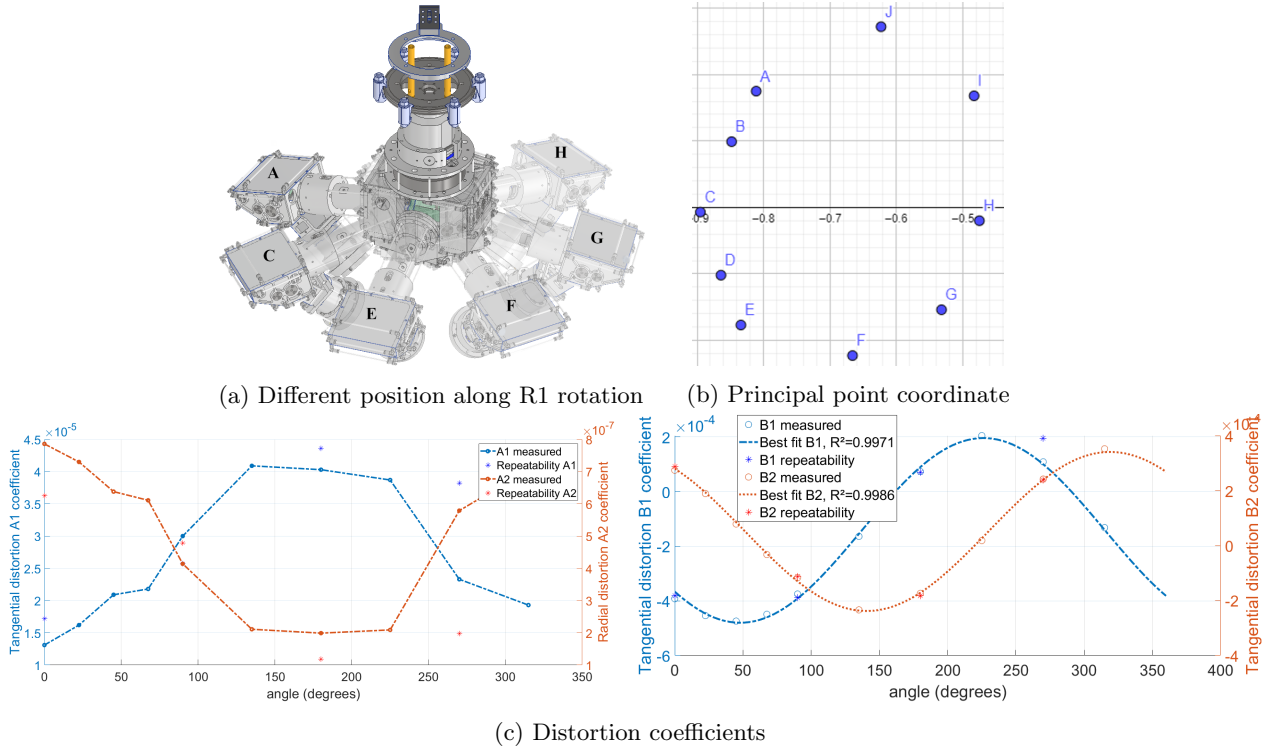 A
C
E
F
G
H
J
A
I
B
C
H
-0.9
-0.8
-0.7
-0.6
-0.5
D
E
G
F
(a) Different position along R1 rotation
(b) Principal point coordinate
Tangential distortion A1 coefficient
×10⁻⁵
4.5
4
3.5
3
2.5
2
1.5
1
A1 measured
Repeatability A1
A2 measured
Repeatability A2
×10⁻⁷
8
7
6
5
4
3
2
1
Radial distortion A2 coefficient
0
50
100
150
200
250
300
350
angle (degrees)
Tangential distortion B1 coefficient
×10⁻⁴
2
0
-2
-4
-6
B1 measured
Best fit B1, R²=0.9971
B1 repeatability
B2 measured
Best fit B2, R²=0.9986
B2 repeatability
4
2
0
-2
-4
Tangential distortion B2 coefficient
0
50
100
150
200
250
300
350
400
angle (degrees)
(c) Distortion coefficients